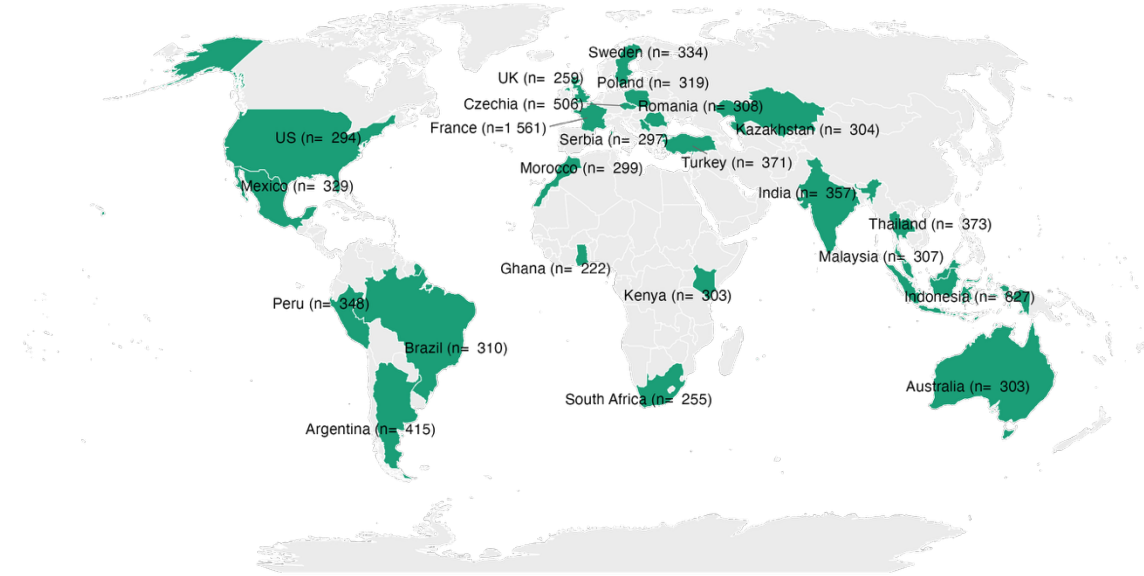 Sweden (n= 334)
UK (n= 259)
Poland (n= 319)
Czechia (n= 506)
Romania (n= 308)
France (n=1 561)
Kazakhstan (n= 304)
US (n= 294)
Serbia (n= 297)
Turkey (n= 371)
Morocco (n= 299)
Mexico (n= 329)
India (n= 357)
Thailand (n= 373)
Malaysia (n= 307)
Ghana (n= 222)
Kenya (n= 303)
Indonesia (n= 827)
Peru (n= 348)
Brazil (n= 310)
Australia (n= 303)
South Africa (n= 255)
Argentina (n= 415)